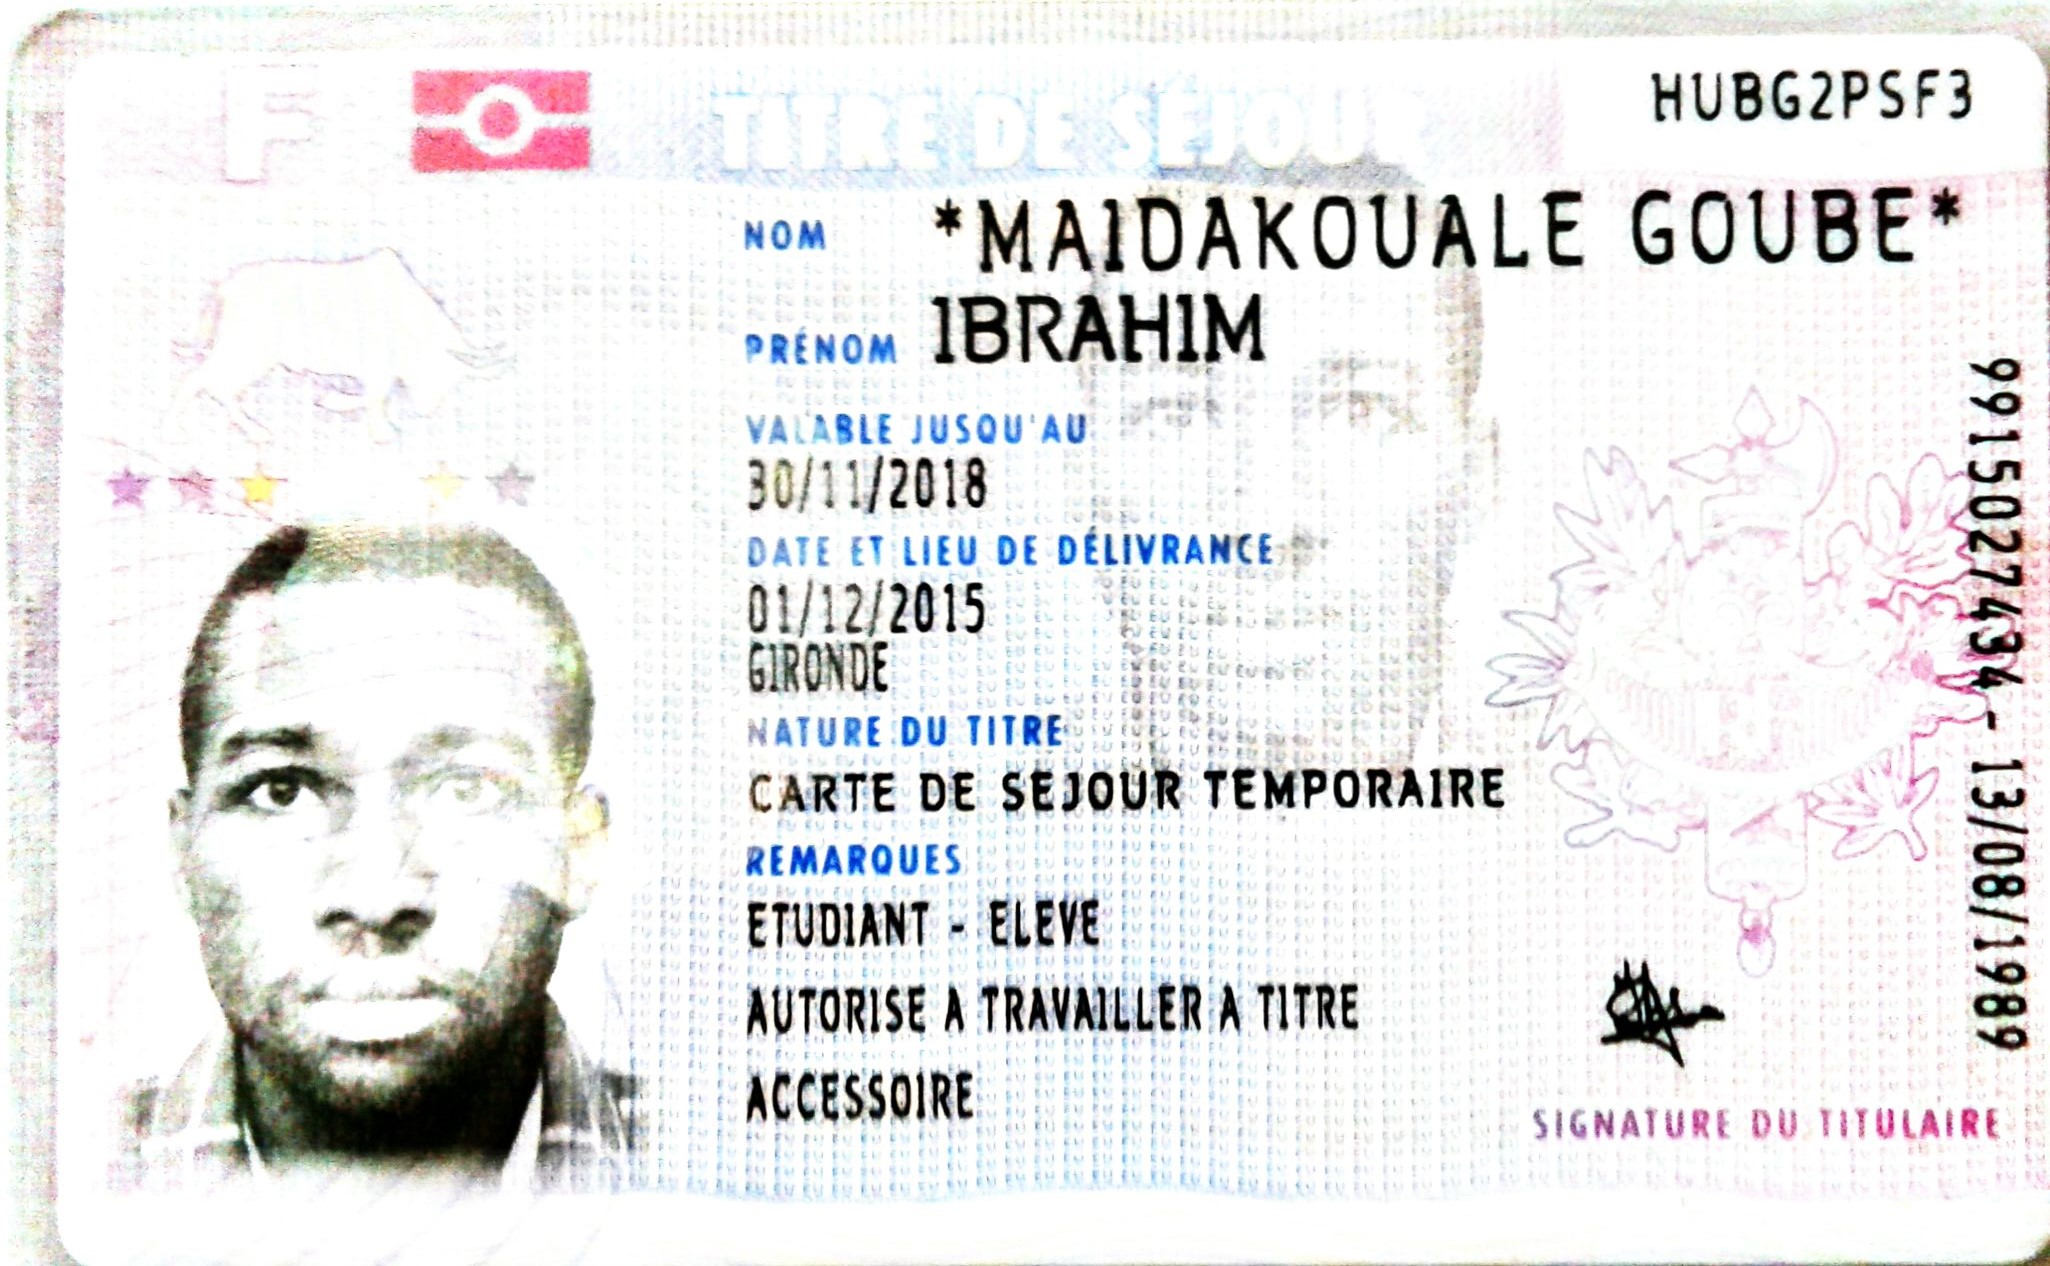 F
TITRE DE SÉJOUR
HUBG2PSF3
NOM *MAIDAKOUALE GOUBE*
PRÉNOM IBRAHIM
VALABLE JUSQU'AU
30/11/2018
DATE ET LIEU DE DÉLIVRANCE
01/12/2015
GIRONDE
NATURE DU TITRE
CARTE DE SEJOUR TEMPORAIRE
REMARQUES
ETUDIANT - ELEVE
AUTORISE A TRAVAILLER A TITRE
ACCESSOIRE
SIGNATURE DU TITULAIRE
9915027434- 13/08/1989